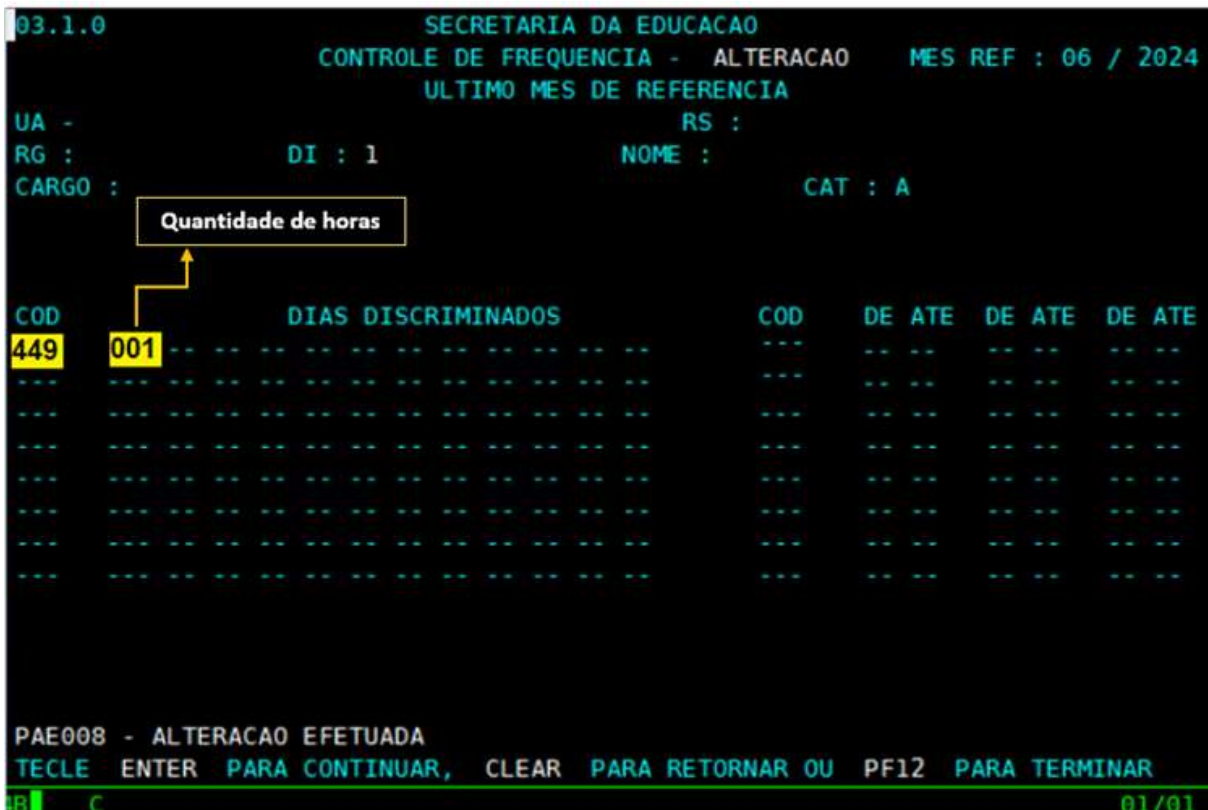 03.1.0 SECRETARIA DA EDUCACAO
CONTROLE DE FREQUENCIA - ALTERACAO MES REF : 06 / 2024
ULTIMO MES DE REFERENCIA
UA - RS :
RG : DI : 1 NOME :
CARGO : CAT : A
Quantidade de horas
COD DIAS DISCRIMINADOS COD DE ATE DE ATE DE ATE
449 001 -- -- -- -- -- -- -- -- -- -- -- --- -- -- -- -- -- --
--- --- -- -- -- -- -- -- -- -- -- -- -- --- -- -- -- -- -- --
--- --- -- -- -- -- -- -- -- -- -- -- -- --- -- -- -- -- -- --
--- --- -- -- -- -- -- -- -- -- -- -- -- --- -- -- -- -- -- --
--- --- -- -- -- -- -- -- -- -- -- -- -- --- -- -- -- -- -- --
--- --- -- -- -- -- -- -- -- -- -- -- -- --- -- -- -- -- -- --
--- --- -- -- -- -- -- -- -- -- -- -- -- --- -- -- -- -- -- --
--- --- -- -- -- -- -- -- -- -- -- -- -- --- -- -- -- -- -- --
PAE008 - ALTERACAO EFETUADA
TECLE ENTER PARA CONTINUAR, CLEAR PARA RETORNAR OU PF12 PARA TERMINAR
C 01/01